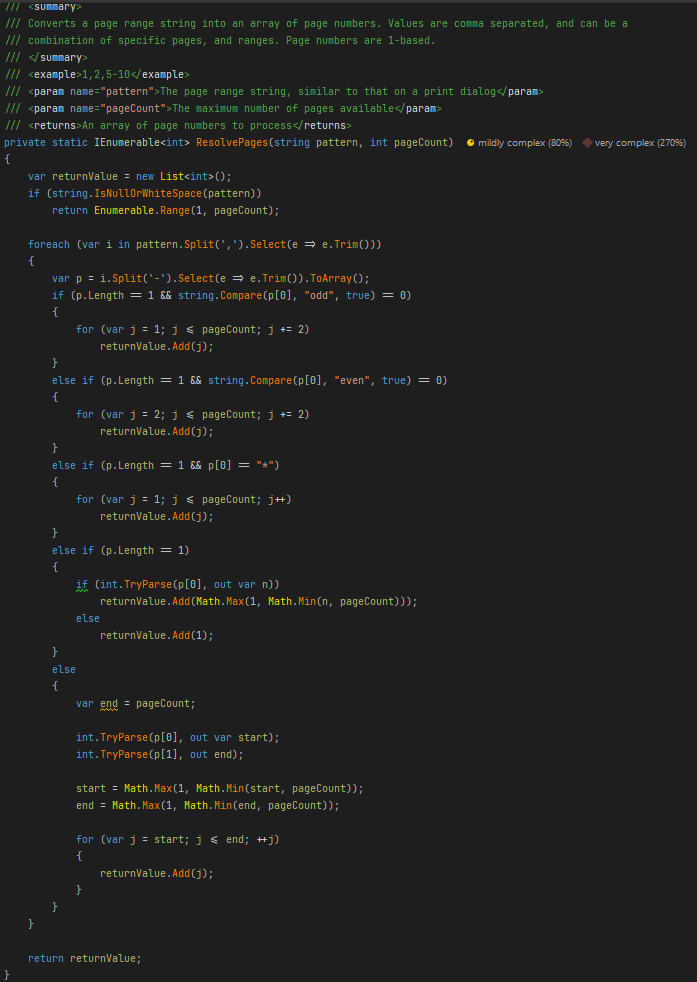 /// <summary>
/// Converts a page range string into an array of page numbers. Values are comma separated, and can be a
/// combination of specific pages, and ranges. Page numbers are 1-based.
/// </summary>
/// <example>1,2,5-10</example>
/// <param name="pattern">The page range string, similar to that on a print dialog</param>
/// <param name="pageCount">The maximum number of pages available</param>
/// <returns>An array of page numbers to process</returns>
private static IEnumerable<int> ResolvePages(string pattern, int pageCount) mildly complex (80%) very complex (270%)
{
    var returnValue = new List<int>();
    if (string.IsNullOrWhiteSpace(pattern))
        return Enumerable.Range(1, pageCount);

    foreach (var i in pattern.Split(',').Select(e => e.Trim()))
    {
        var p = i.Split('-').Select(e => e.Trim()).ToArray();
        if (p.Length == 1 && string.Compare(p[0], "odd", true) == 0)
        {
            for (var j = 1; j <= pageCount; j += 2)
                returnValue.Add(j);
        }
        else if (p.Length == 1 && string.Compare(p[0], "even", true) == 0)
        {
            for (var j = 2; j <= pageCount; j += 2)
                returnValue.Add(j);
        }
        else if (p.Length == 1 && p[0] == "*")
        {
            for (var j = 1; j <= pageCount; j++)
                returnValue.Add(j);
        }
        else if (p.Length == 1)
        {
            if (int.TryParse(p[0], out var n))
                returnValue.Add(Math.Max(1, Math.Min(n, pageCount)));
            else
                returnValue.Add(1);
        }
        else
        {
            var end = pageCount;

            int.TryParse(p[0], out var start);
            int.TryParse(p[1], out end);

            start = Math.Max(1, Math.Min(start, pageCount));
            end = Math.Max(1, Math.Min(end, pageCount));

            for (var j = start; j <= end; ++j)
            {
                returnValue.Add(j);
            }
        }
    }

    return returnValue;
}